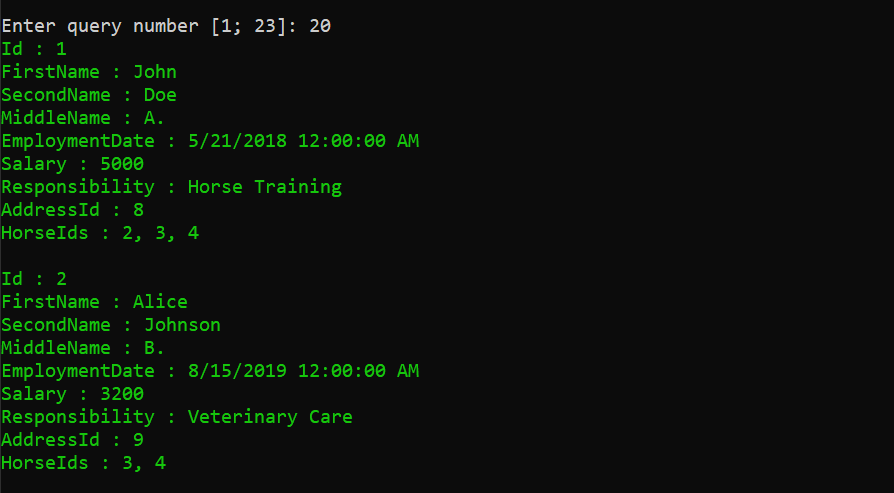 Enter query number [1; 23]: 20
Id : 1
FirstName : John
SecondName : Doe
MiddleName : A.
EmploymentDate : 5/21/2018 12:00:00 AM
Salary : 5000
Responsibility : Horse Training
AddressId : 8
HorseIds : 2, 3, 4
Id : 2
FirstName : Alice
SecondName : Johnson
MiddleName : B.
EmploymentDate : 8/15/2019 12:00:00 AM
Salary : 3200
Responsibility : Veterinary Care
AddressId : 9
HorseIds : 3, 4